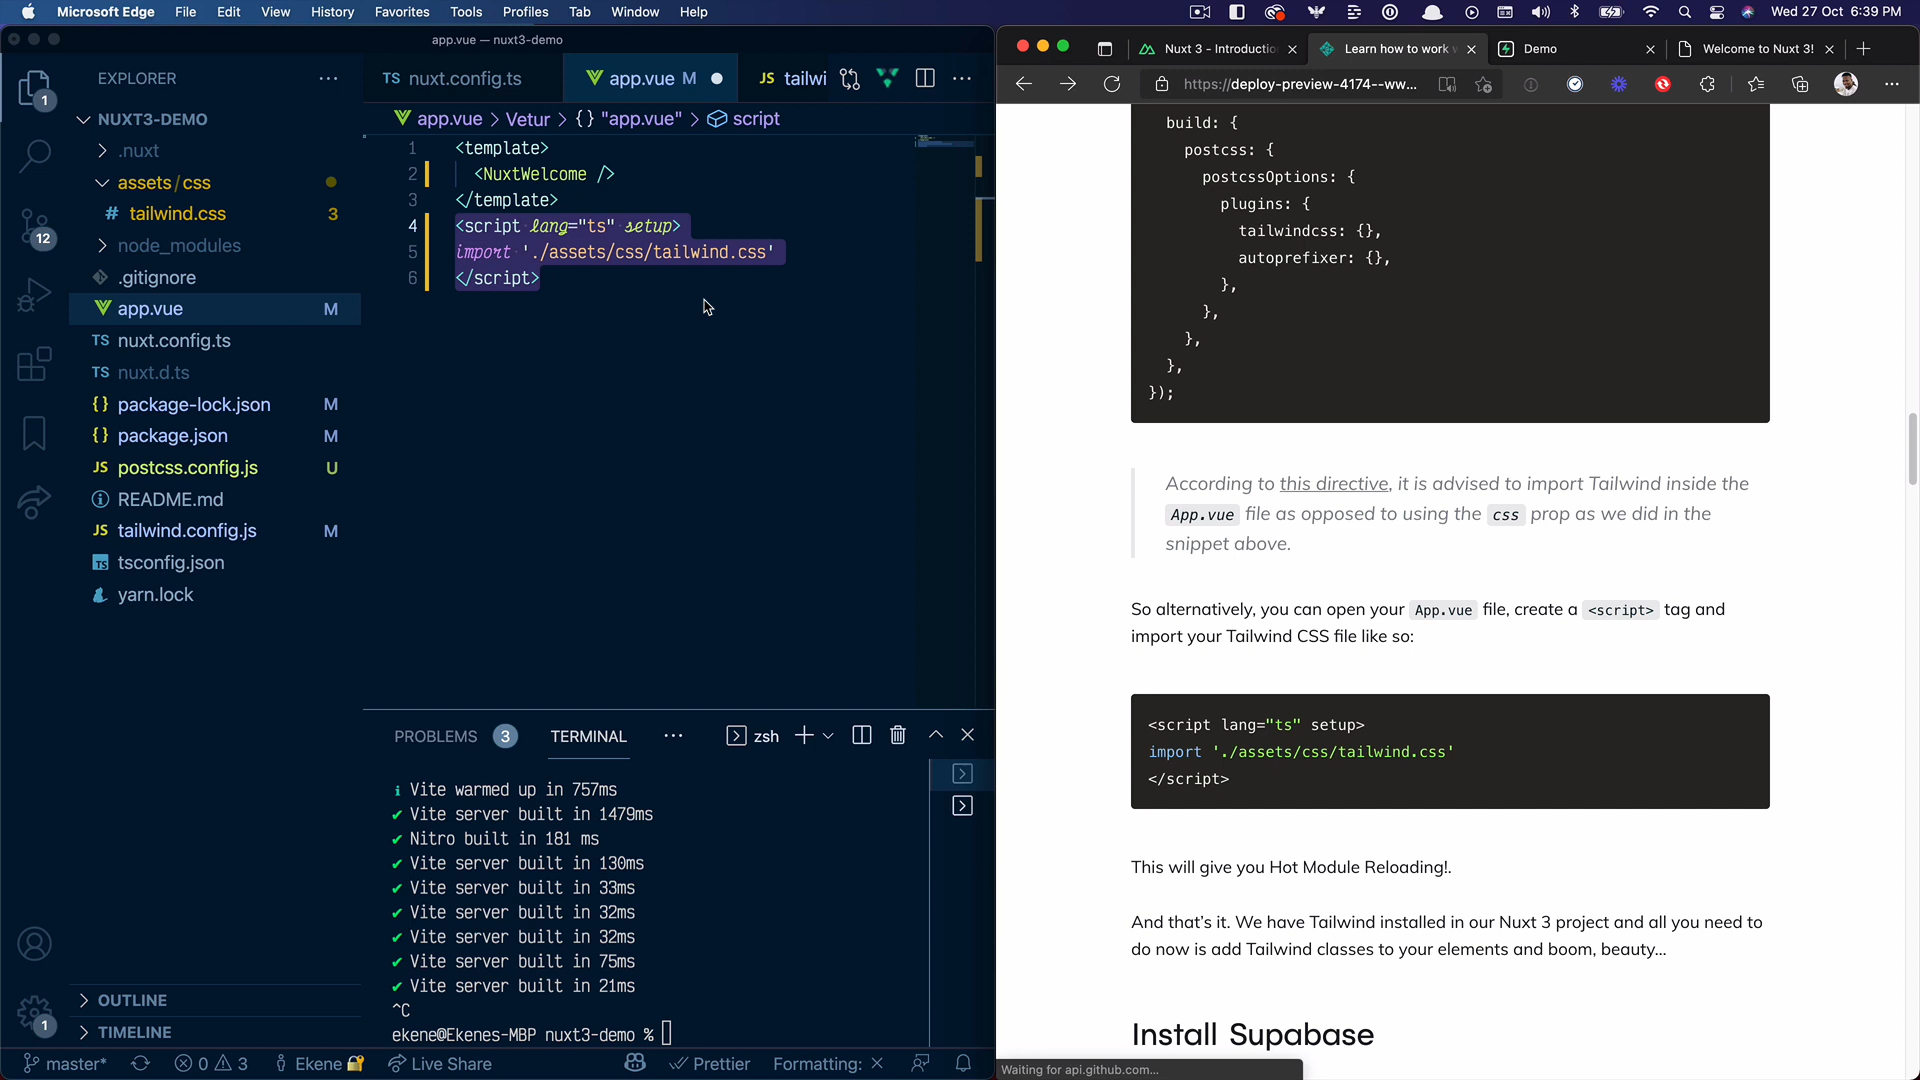 Microsoft Edge File Edit View History Favorites Tools Profiles Tab Window Help
Wed 27 Oct 6:39 PM
app.vue — nuxt3-demo
EXPLORER
NUXT3-DEMO
.nuxt
assets/css
# tailwind.css 3
node_modules
.gitignore
app.vue M
TS nuxt.config.ts
TS nuxt.d.ts
{} package-lock.json M
{} package.json M
JS postcss.config.js U
README.md
JS tailwind.config.js M
TS tsconfig.json
yarn.lock
OUTLINE
TIMELINE
1
12
1
TS nuxt.config.ts
app.vue M
JS tailwi
app.vue > Vetur > {} "app.vue" > script
1 <template>
2 <NuxtWelcome />
3 </template>
4 <script lang="ts" setup>
5 import './assets/css/tailwind.css'
6 </script>
PROBLEMS 3 TERMINAL zsh
i Vite warmed up in 757ms
✔ Vite server built in 1479ms
✔ Nitro built in 181 ms
✔ Vite server built in 130ms
✔ Vite server built in 33ms
✔ Vite server built in 32ms
✔ Vite server built in 32ms
✔ Vite server built in 75ms
✔ Vite server built in 21ms
^C
ekene@Ekenes-MBP nuxt3-demo %
master* 0 3 Ekene Live Share Prettier Formatting: ×
Nuxt 3 - Introductio
Learn how to work
Demo
Welcome to Nuxt 3!
https://deploy-preview-4174--ww...
build: {
postcss: {
postcssOptions: {
plugins: {
tailwindcss: {},
autoprefixer: {},
},
},
},
},
});
According to this directive, it is advised to import Tailwind inside the
App.vue file as opposed to using the css prop as we did in the
snippet above.
So alternatively, you can open your App.vue file, create a <script> tag and
import your Tailwind CSS file like so:
<script lang="ts" setup>
import './assets/css/tailwind.css'
</script>
This will give you Hot Module Reloading!.
And that's it. We have Tailwind installed in our Nuxt 3 project and all you need to
do now is add Tailwind classes to your elements and boom, beauty...
Install Supabase
Waiting for api.github.com...